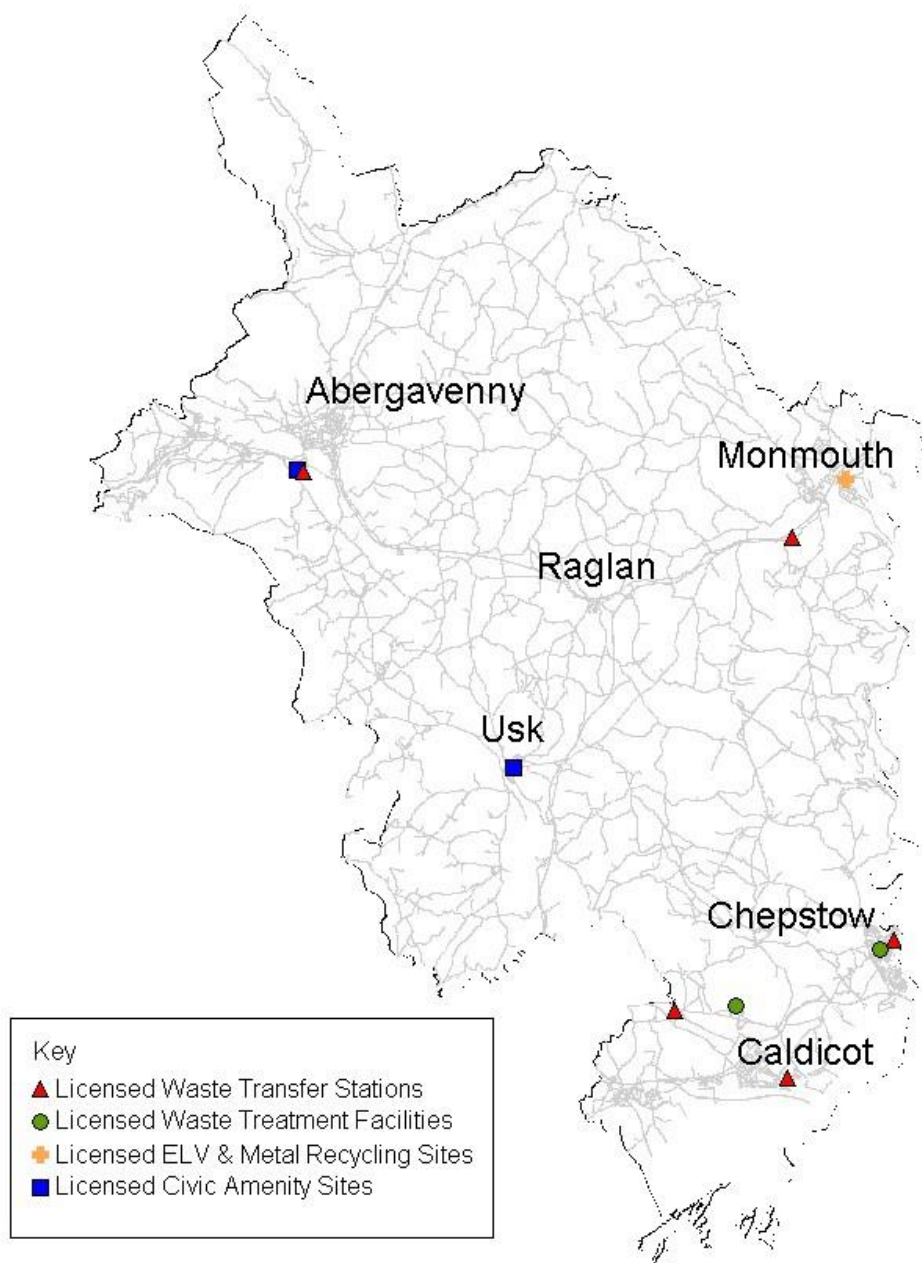 Abergavenny
Monmouth
Raglan
Usk
Chepstow
Caldicot
Key
Licensed Waste Transfer Stations
Licensed Waste Treatment Facilities
Licensed ELV & Metal Recycling Sites
Licensed Civic Amenity Sites